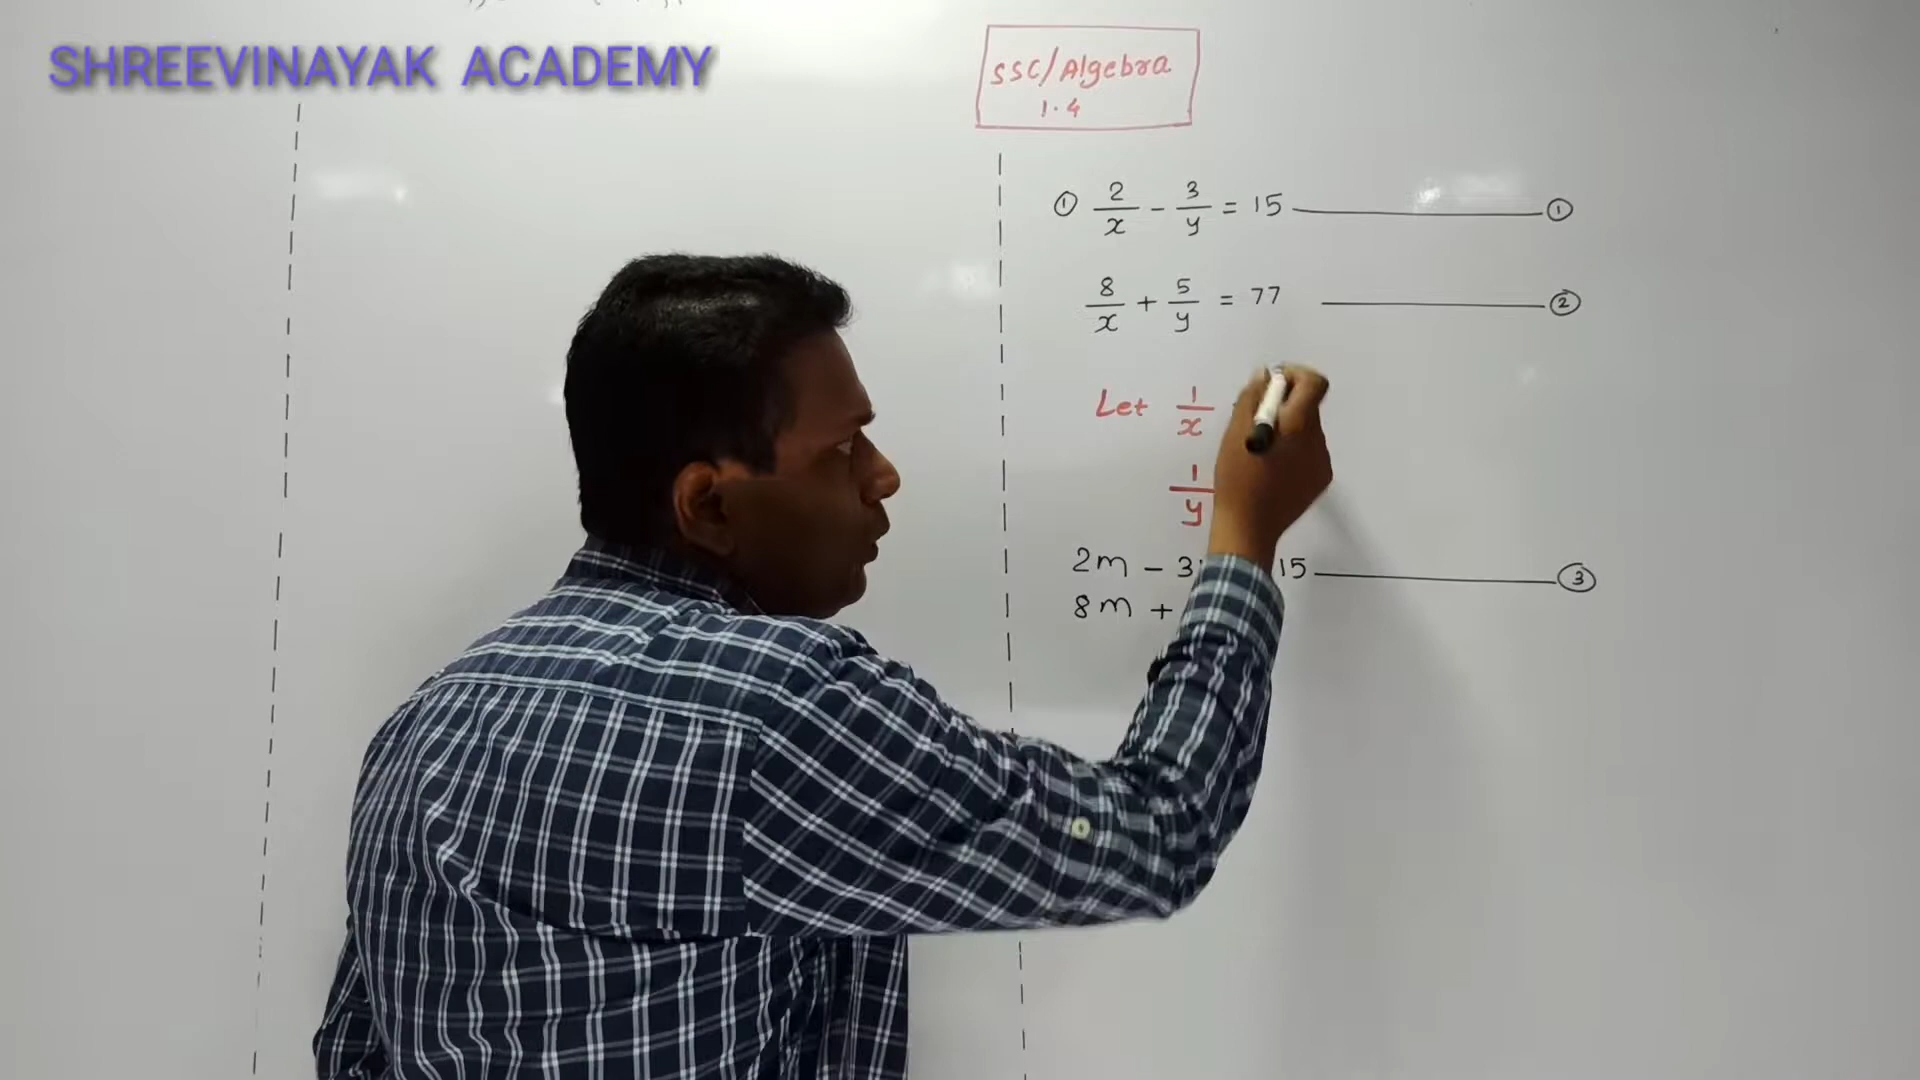 SHREEVINAYAK ACADEMY
SSC/Algebra
1.4
① 2/x - 3/y = 15 ①
8/x + 5/y = 77 ②
Let 1/x
1/y
2m - 3 15 ③
8m +